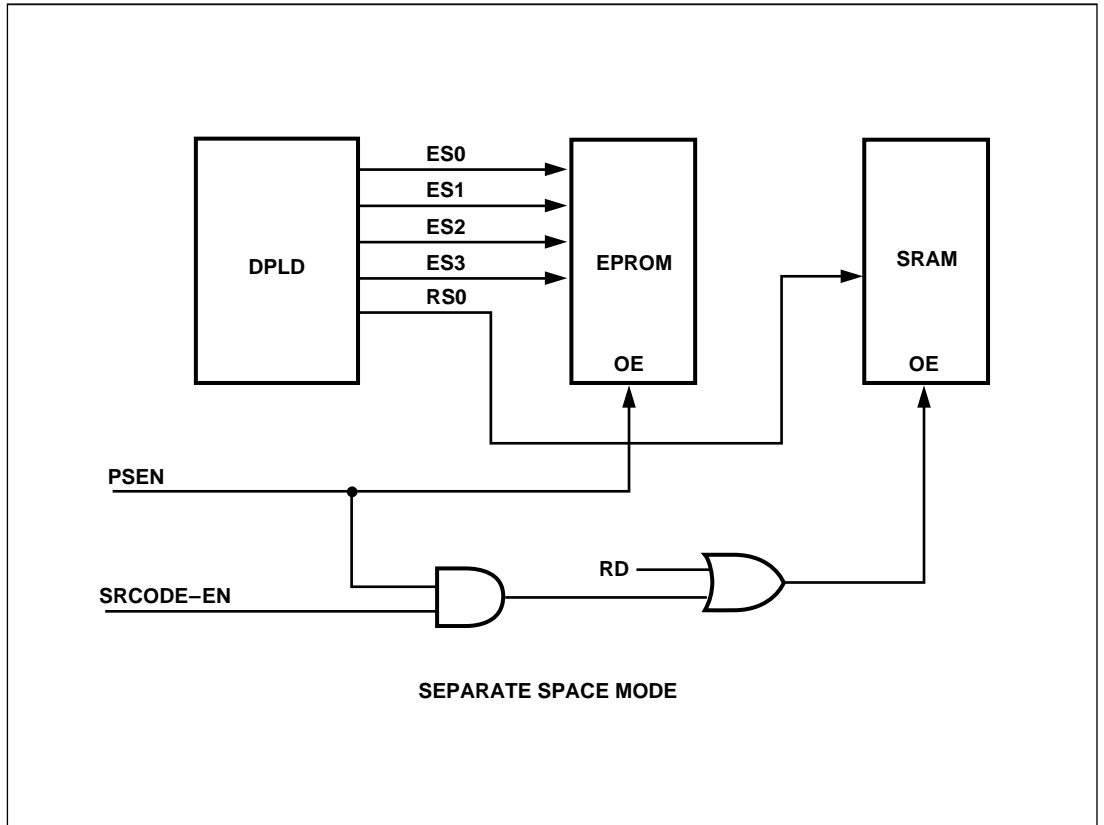 ES0
ES1
ES2
ES3
RS0
DPLD
EPROM
OE
SRAM
OE
PSEN
SRCODE–EN
RD
SEPARATE SPACE MODE